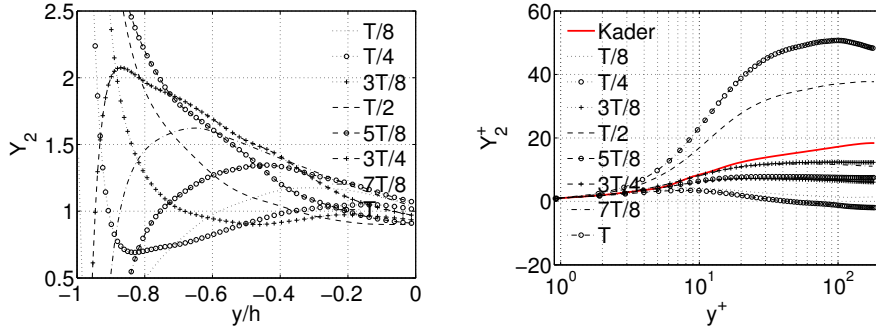 2.5
2
1.5
1
0.5
Y2
−1
−0.8
−0.6
−0.4
−0.2
0
y/h
T/8
T/4
3T/8
T/2
5T/8
3T/4
7T/8
T
60
40
20
0
−20
Y2+
10^0
10^1
10^2
y+
Kader
T/8
T/4
3T/8
T/2
5T/8
3T/4
7T/8
T